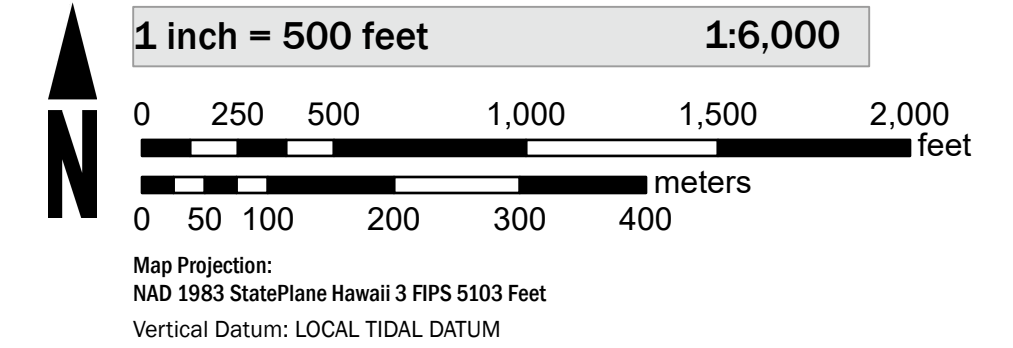 1 inch = 500 feet 1:6,000
0 250 500 1,000 1,500 2,000
feet
meters
0 50 100 200 300 400
N
Map Projection:
NAD 1983 StatePlane Hawaii 3 FIPS 5103 Feet
Vertical Datum: LOCAL TIDAL DATUM